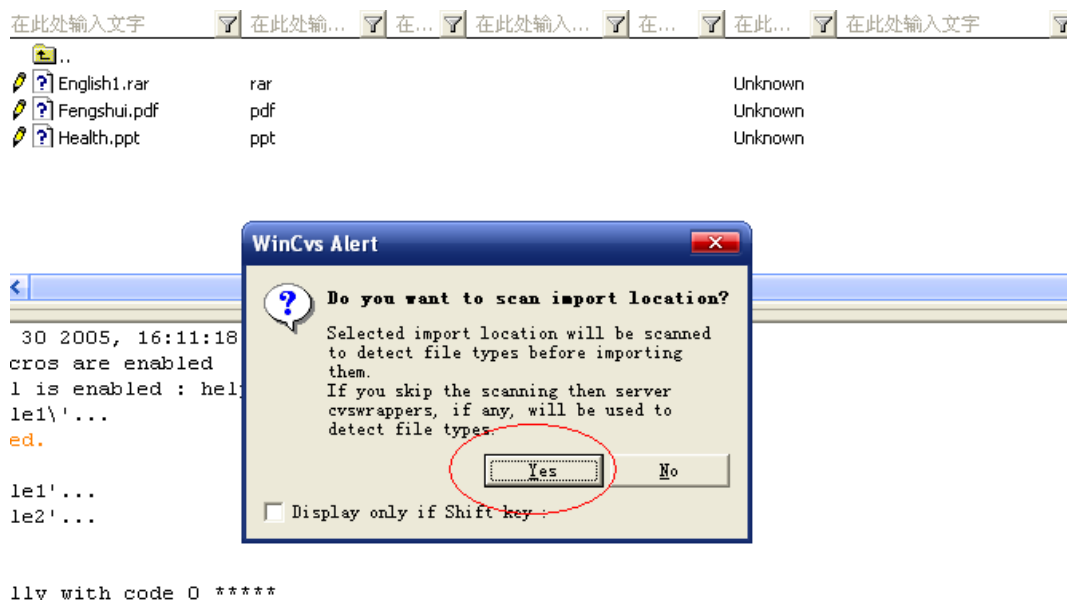 在此处输入文字 在此处输... 在... 在此处输入... 在... 在此... 在此处输入文字
..
English1.rar rar Unknown
Fengshui.pdf pdf Unknown
Health.ppt ppt Unknown
WinCvs Alert
Do you want to scan import location?
Selected import location will be scanned
to detect file types before importing
them.
If you skip the scanning then server
cvswrappers, if any, will be used to
detect file types.
Yes No
Display only if Shift key :
30 2005, 16:11:18
cros are enabled
l is enabled : hel
le1\'...
ed.
le1'...
le2'...
lly with code 0 *****